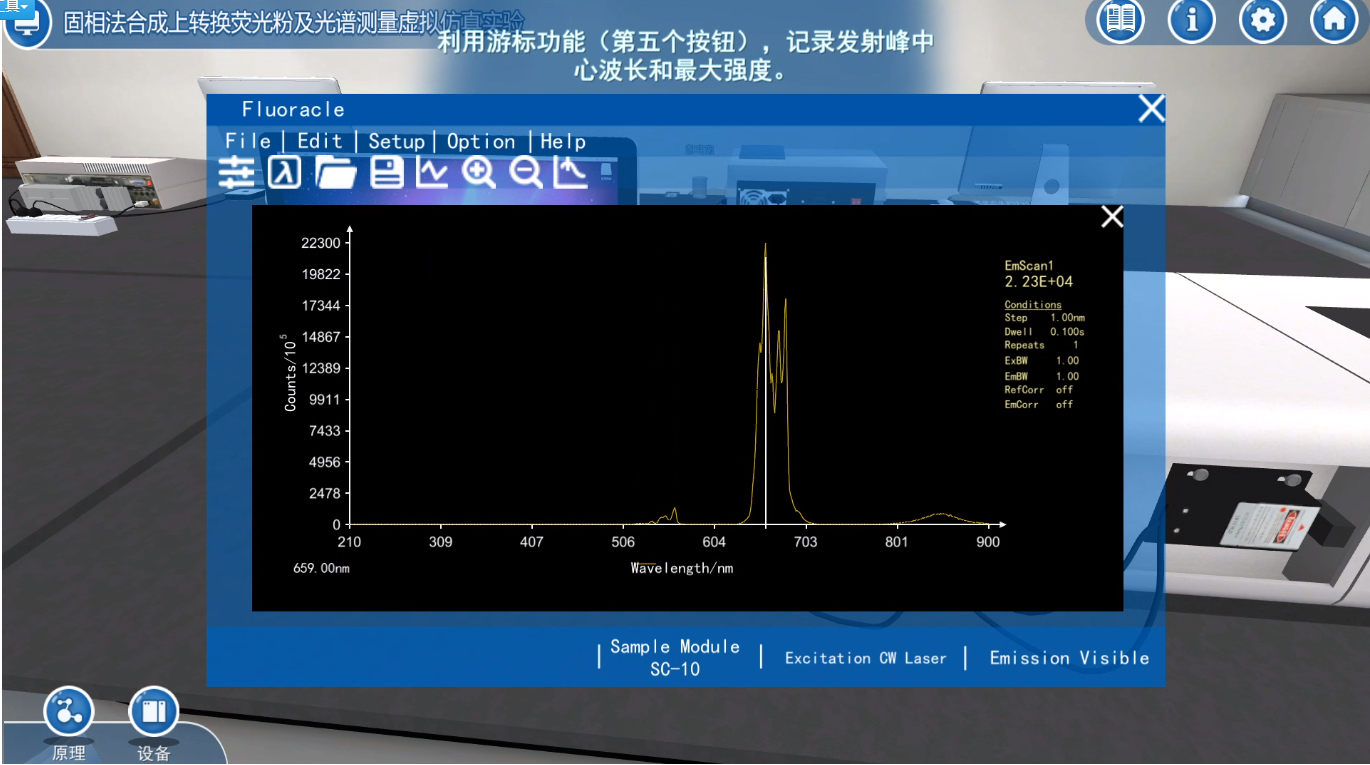 具
固相法合成上转换荧光粉及光谱测量虚拟仿真实验
利用游标功能（第五个按钮），记录发射峰中
心波长和最大强度。
Fluoracle
File | Edit | Setup | Option | Help
22300
19822
17344
14867
12389
9911
7433
4956
2478
0
Counts/10⁵
210 309 407 506 604 703 801 900
659.00nm
Wavelength/nm
EmScan1
2.23E+04
Conditions
Step 1.00nm
Dwell 0.100s
Repeats 1
ExBW 1.00
EmBW 1.00
RefCorr off
EmCorr off
Sample Module
SC-10
Excitation CW Laser
Emission Visible
原理
设备